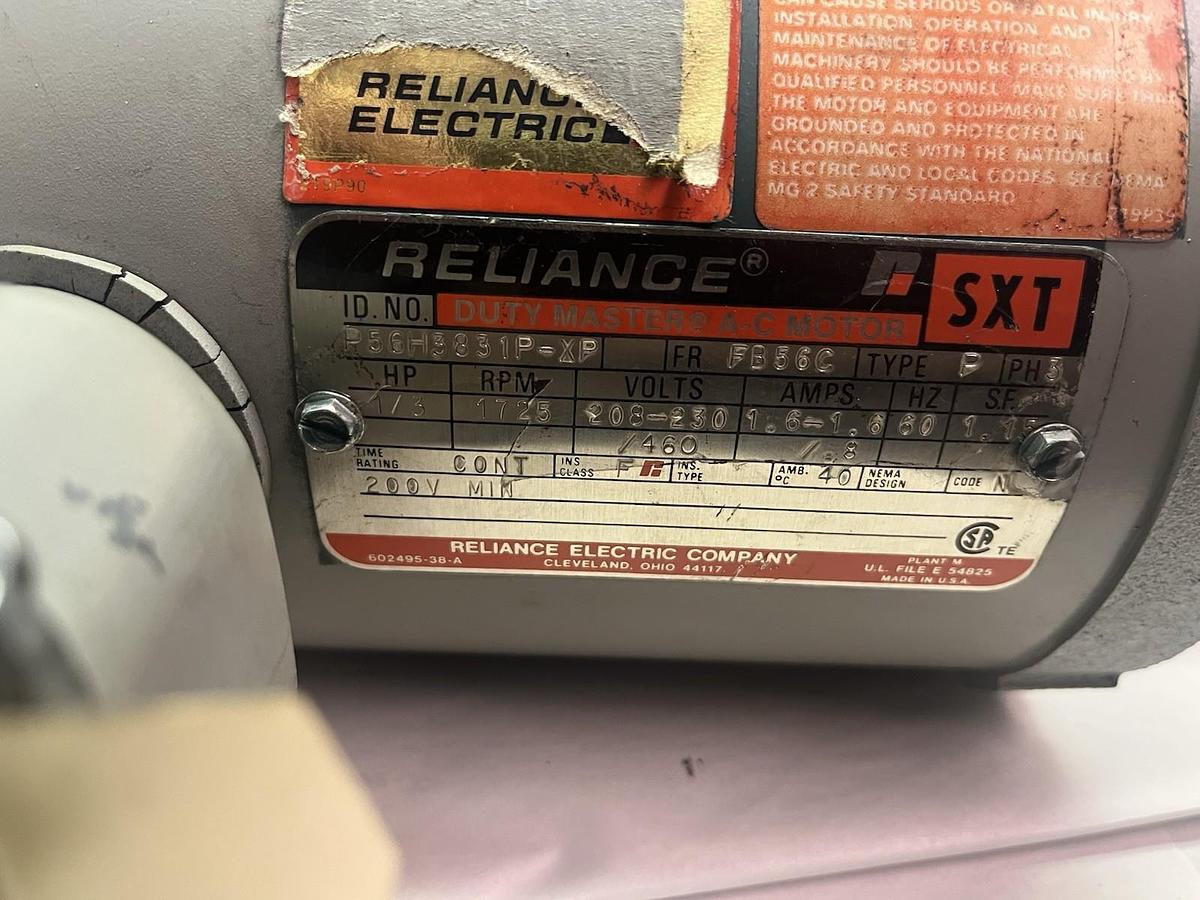 RELIANC
ELECTRIC
CAN CAUSE SERIOUS OR FATAL INJURY
INSTALLATION, OPERATION, AND
MAINTENANCE OF ELECTRICAL
MACHINERY SHOULD BE PERFORMED BY
QUALIFIED PERSONNEL. MAKE SURE THAT
THE MOTOR AND EQUIPMENT ARE
GROUNDED AND PROTECTED IN
ACCORDANCE WITH THE NATIONAL
ELECTRIC AND LOCAL CODES. SEE NEMA
MG 2 SAFETY STANDARD
RELIANCE®
SXT
ID. NO. DUTY MASTER® A-C MOTOR
P56H3831P-XP FR FB56C TYPE P PH 3
HP RPM VOLTS AMPS HZ S.F.
1/3 1725 208-230 1.6-1.6 60 1.15
/460 /.8
TIME RATING CONT INS CLASS F INS. TYPE AMB. °C 40 NEMA DESIGN CODE
200V MIN
SA TE
RELIANCE ELECTRIC COMPANY
602495-38-A CLEVELAND, OHIO 44117
PLANT M
U.L. FILE E 54825
MADE IN U.S.A.